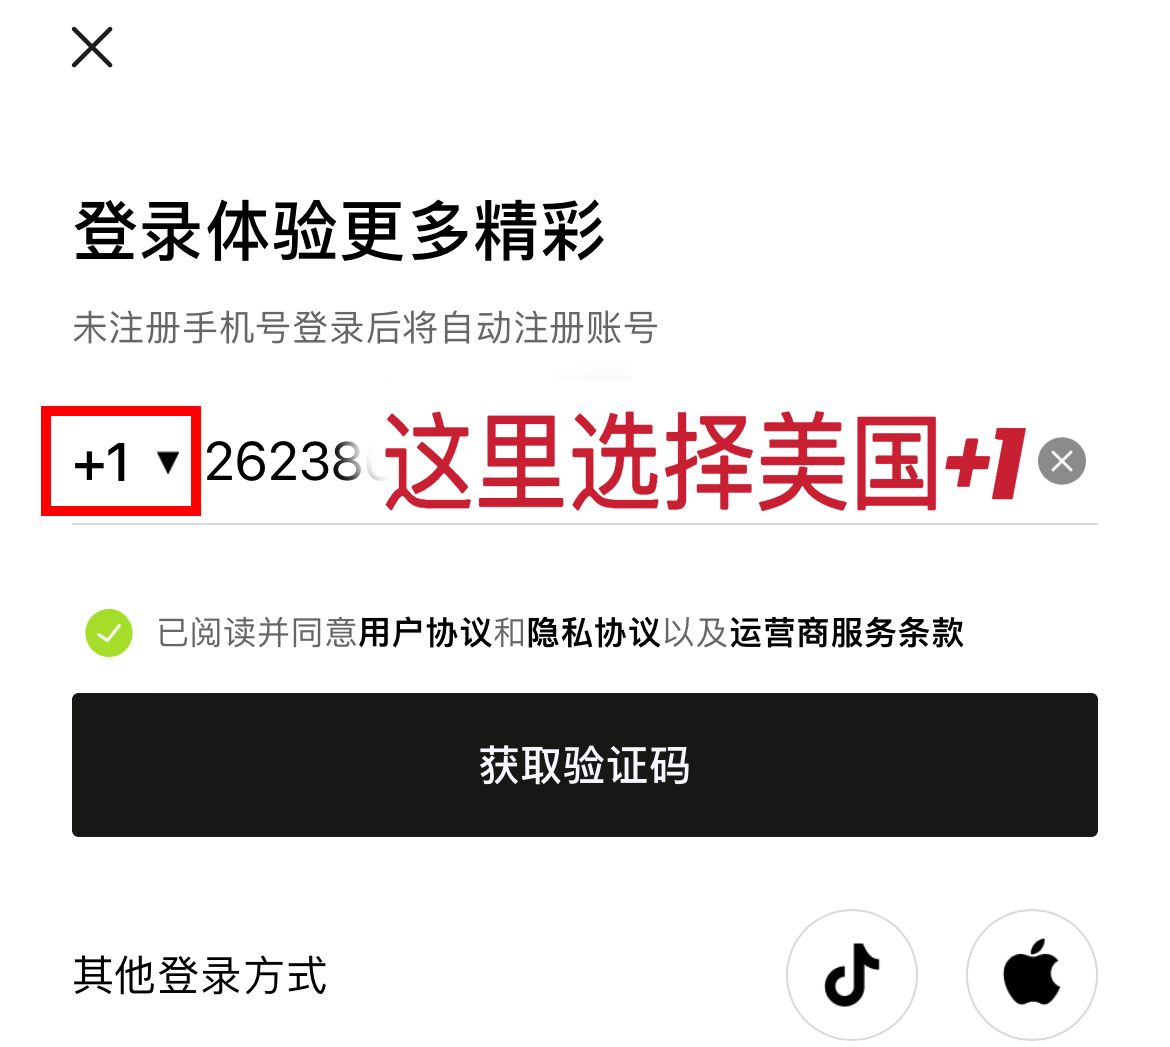 登录体验更多精彩
未注册手机号登录后将自动注册账号
+1 ▼ 26238 这里选择美国+1
已阅读并同意用户协议和隐私协议以及运营商服务条款
获取验证码
其他登录方式